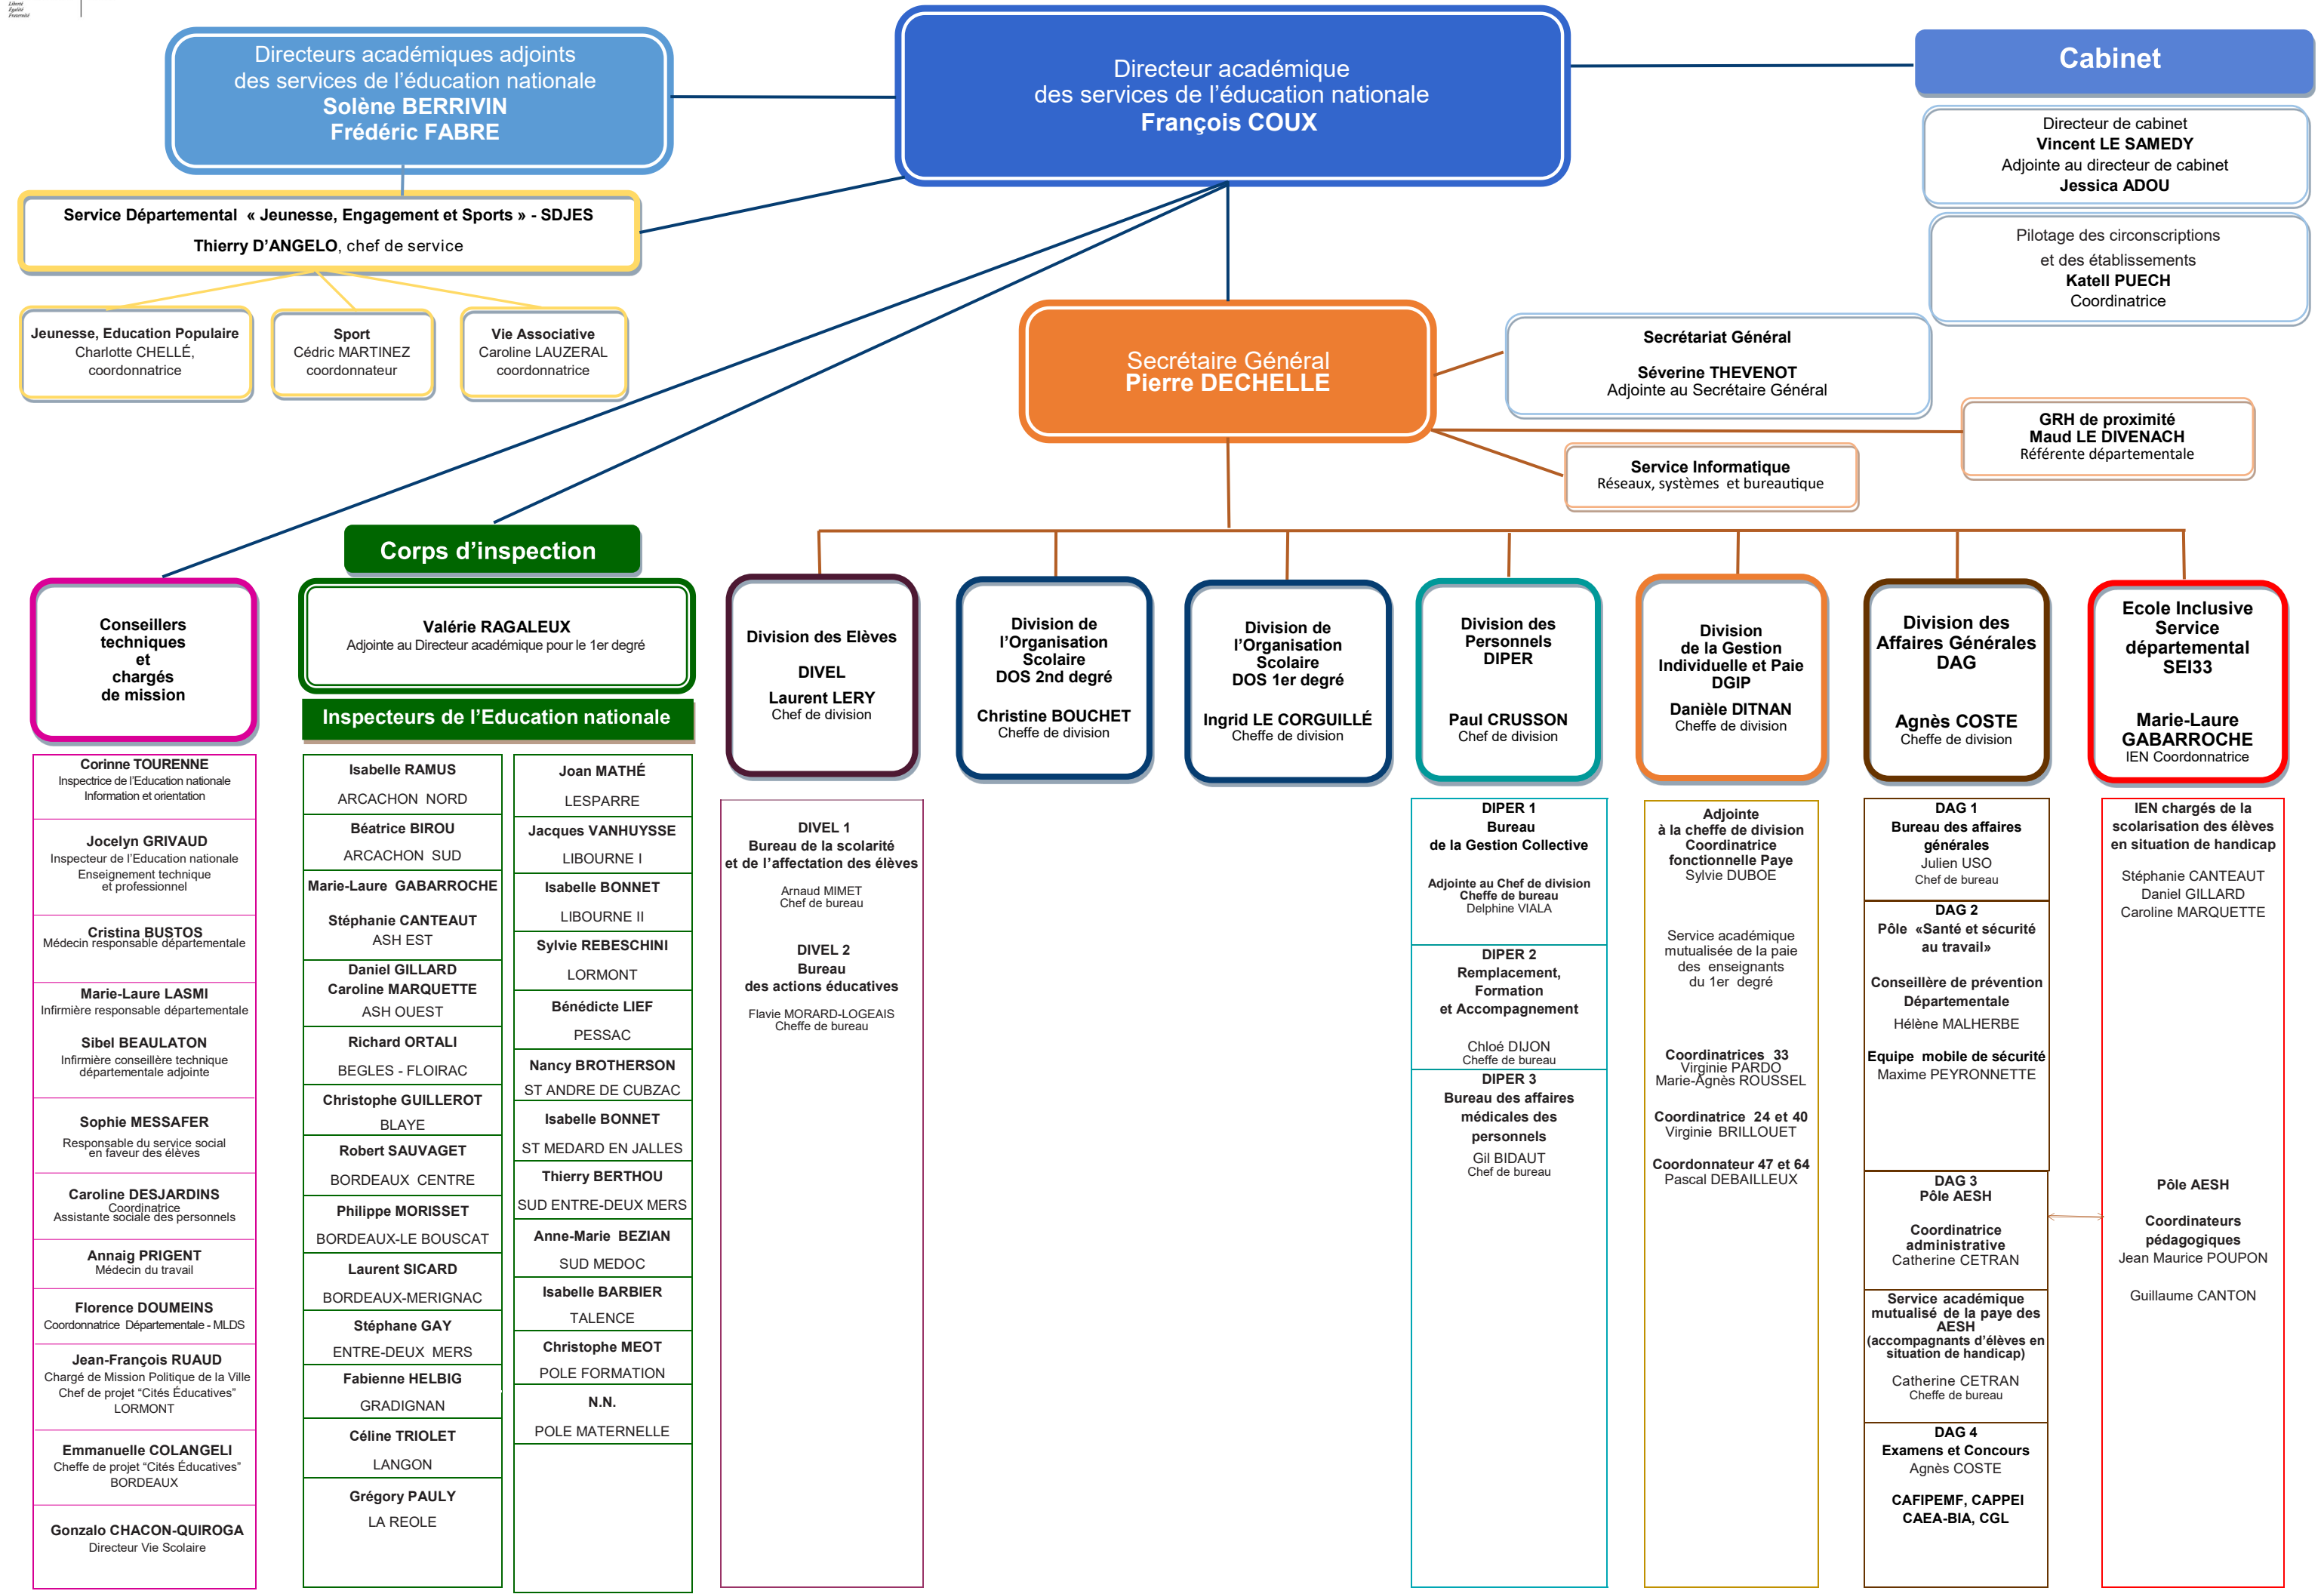 Liberté
Égalité
Fraternité
Directeurs académiques adjoints
des services de l'éducation nationale
Solène BERRIVIN
Frédéric FABRE
Directeur académique
des services de l'éducation nationale
François COUX
Cabinet
Directeur de cabinet
Vincent LE SAMEDY
Adjointe au directeur de cabinet
Jessica ADOU
Pilotage des circonscriptions
et des établissements
Katell PUECH
Coordinatrice
Service Départemental « Jeunesse, Engagement et Sports » - SDJES
Thierry D'ANGELO, chef de service
Jeunesse, Education Populaire
Charlotte CHELLÉ,
coordonnatrice
Sport
Cédric MARTINEZ
coordonnateur
Vie Associative
Caroline LAUZERAL
coordonnatrice
Secrétaire Général
Pierre DECHELLE
Secrétariat Général
Séverine THEVENOT
Adjointe au Secrétaire Général
GRH de proximité
Maud LE DIVENACH
Référente départementale
Service Informatique
Réseaux, systèmes et bureautique
Conseillers
techniques
et
chargés
de mission
Corinne TOURENNE
Inspectrice de l'Education nationale
Information et orientation
Jocelyn GRIVAUD
Inspecteur de l'Education nationale
Enseignement technique
et professionnel
Cristina BUSTOS
Médecin responsable départementale
Marie-Laure LASMI
Infirmière responsable départementale
Sibel BEAULATON
Infirmière conseillère technique
départementale adjointe
Sophie MESSAFER
Responsable du service social
en faveur des élèves
Caroline DESJARDINS
Coordinatrice
Assistante sociale des personnels
Annaig PRIGENT
Médecin du travail
Florence DOUMEINS
Coordonnatrice Départementale - MLDS
Jean-François RUAUD
Chargé de Mission Politique de la Ville
Chef de projet “Cités Éducatives”
LORMONT
Emmanuelle COLANGELI
Cheffe de projet “Cités Éducatives”
BORDEAUX
Gonzalo CHACON-QUIROGA
Directeur Vie Scolaire
Corps d'inspection
Valérie RAGALEUX
Adjointe au Directeur académique pour le 1er degré
Inspecteurs de l'Education nationale
Isabelle RAMUS
ARCACHON NORD
Béatrice BIROU
ARCACHON SUD
Marie-Laure GABARROCHE
Stéphanie CANTEAUT
ASH EST
Daniel GILLARD
Caroline MARQUETTE
ASH OUEST
Richard ORTALI
BEGLES - FLOIRAC
Christophe GUILLEROT
BLAYE
Robert SAUVAGET
BORDEAUX CENTRE
Philippe MORISSET
BORDEAUX-LE BOUSCAT
Laurent SICARD
BORDEAUX-MERIGNAC
Stéphane GAY
ENTRE-DEUX MERS
Fabienne HELBIG
GRADIGNAN
Céline TRIOLET
LANGON
Grégory PAULY
LA REOLE
Joan MATHÉ
LESPARRE
Jacques VANHUYSSE
LIBOURNE I
Isabelle BONNET
LIBOURNE II
Sylvie REBESCHINI
LORMONT
Bénédicte LIEF
PESSAC
Nancy BROTHERSON
ST ANDRE DE CUBZAC
Isabelle BONNET
ST MEDARD EN JALLES
Thierry BERTHOU
SUD ENTRE-DEUX MERS
Anne-Marie BEZIAN
SUD MEDOC
Isabelle BARBIER
TALENCE
Christophe MEOT
POLE FORMATION
N.N.
POLE MATERNELLE
Division des Elèves
DIVEL
Laurent LERY
Chef de division
DIVEL 1
Bureau de la scolarité
et de l'affectation des élèves
Arnaud MIMET
Chef de bureau
DIVEL 2
Bureau
des actions éducatives
Flavie MORARD-LOGEAIS
Cheffe de bureau
Division de
l'Organisation
Scolaire
DOS 2nd degré
Christine BOUCHET
Cheffe de division
Division de
l'Organisation
Scolaire
DOS 1er degré
Ingrid LE CORGUILLÉ
Cheffe de division
Division des
Personnels
DIPER
Paul CRUSSON
Chef de division
DIPER 1
Bureau
de la Gestion Collective
Adjointe au Chef de division
Cheffe de bureau
Delphine VIALA
DIPER 2
Remplacement,
Formation
et Accompagnement
Chloé DIJON
Cheffe de bureau
DIPER 3
Bureau des affaires
médicales des
personnels
Gil BIDAUT
Chef de bureau
Division
de la Gestion
Individuelle et Paie
DGIP
Danièle DITNAN
Cheffe de division
Adjointe
à la cheffe de division
Coordinatrice
fonctionnelle Paye
Sylvie DUBOE
Service académique
mutualisée de la paie
des enseignants
du 1er degré
Coordinatrices 33
Virginie PARDO
Marie-Agnès ROUSSEL
Coordinatrice 24 et 40
Virginie BRILLOUET
Coordonnateur 47 et 64
Pascal DEBAILLEUX
Division des
Affaires Générales
DAG
Agnès COSTE
Cheffe de division
DAG 1
Bureau des affaires
générales
Julien USO
Chef de bureau
DAG 2
Pôle «Santé et sécurité
au travail»
Conseillère de prévention
Départementale
Hélène MALHERBE
Equipe mobile de sécurité
Maxime PEYRONNETTE
DAG 3
Pôle AESH
Coordinatrice
administrative
Catherine CETRAN
Service académique
mutualisé de la paye des
AESH
(accompagnants d'élèves en
situation de handicap)
Catherine CETRAN
Cheffe de bureau
DAG 4
Examens et Concours
Agnès COSTE
CAFIPEMF, CAPPEI
CAEA-BIA, CGL
Ecole Inclusive
Service
départemental
SEI33
Marie-Laure
GABARROCHE
IEN Coordonnatrice
IEN chargés de la
scolarisation des élèves
en situation de handicap
Stéphanie CANTEAUT
Daniel GILLARD
Caroline MARQUETTE
Pôle AESH
Coordinateurs
pédagogiques
Jean Maurice POUPON
Guillaume CANTON